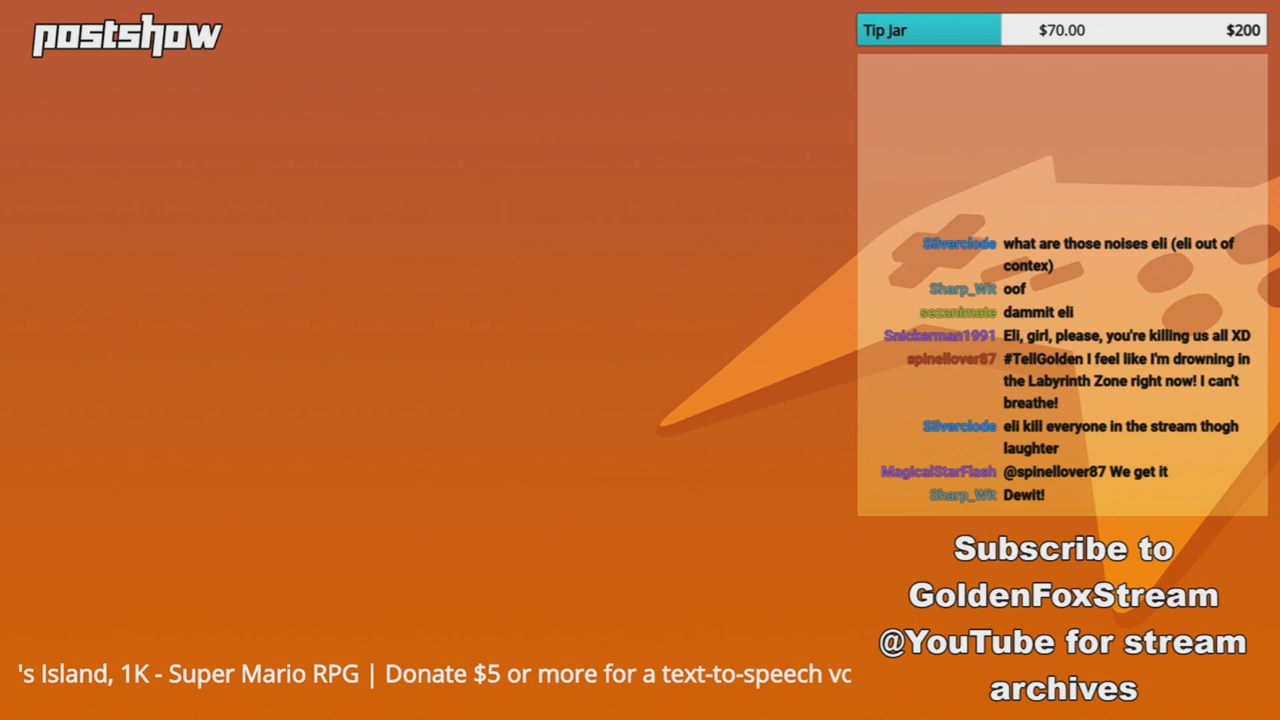 postshow
Tip Jar $70.00 $200
Silverclode what are those noises eli (eli out of
contex)
Sharp_Wit oof
sezanimate dammit eli
Snickerman1991 Eli, girl, please, you're killing us all XD
spinellover87 #TellGolden I feel like I'm drowning in
the Labyrinth Zone right now! I can't
breathe!
Silverclode eli kill everyone in the stream thogh
laughter
MagicalStarFlash @spinellover87 We get it
Sharp_Wit Dewit!
Subscribe to
GoldenFoxStream
@YouTube for stream
archives
's Island, 1K - Super Mario RPG | Donate $5 or more for a text-to-speech vo